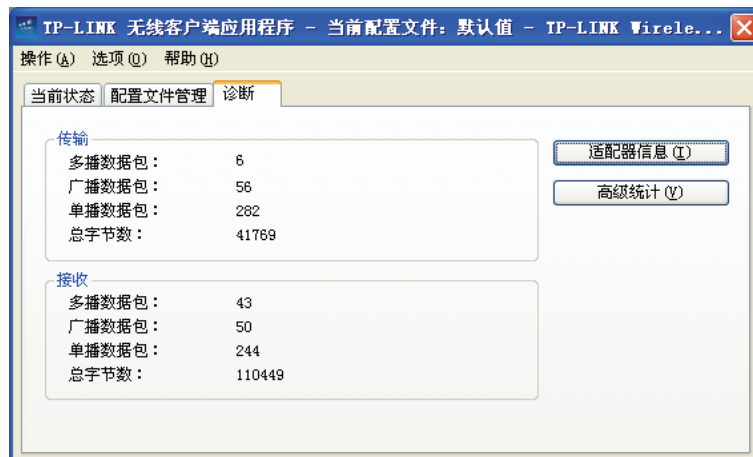 TP-LINK 无线客户端应用程序 - 当前配置文件: 默认值 - TP-LINK Wirele...
操作(A) 选项(O) 帮助(H)
当前状态 配置文件管理 诊断
传输
多播数据包: 6
广播数据包: 56
单播数据包: 282
总字节数: 41769
适配器信息(I)
高级统计(V)
接收
多播数据包: 43
广播数据包: 50
单播数据包: 244
总字节数: 110449